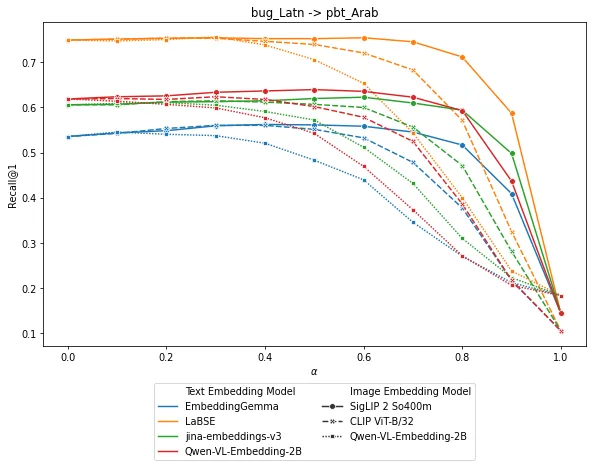 bug_Latn -> pbt_Arab
0.7
0.6
0.5
0.4
0.3
0.2
0.1
Recall@1
0.0 0.2 0.4 0.6 0.8 1.0
α
Text Embedding Model Image Embedding Model
EmbeddingGemma SigLIP 2 So400m
LaBSE CLIP ViT-B/32
jina-embeddings-v3 Qwen-VL-Embedding-2B
Qwen-VL-Embedding-2B